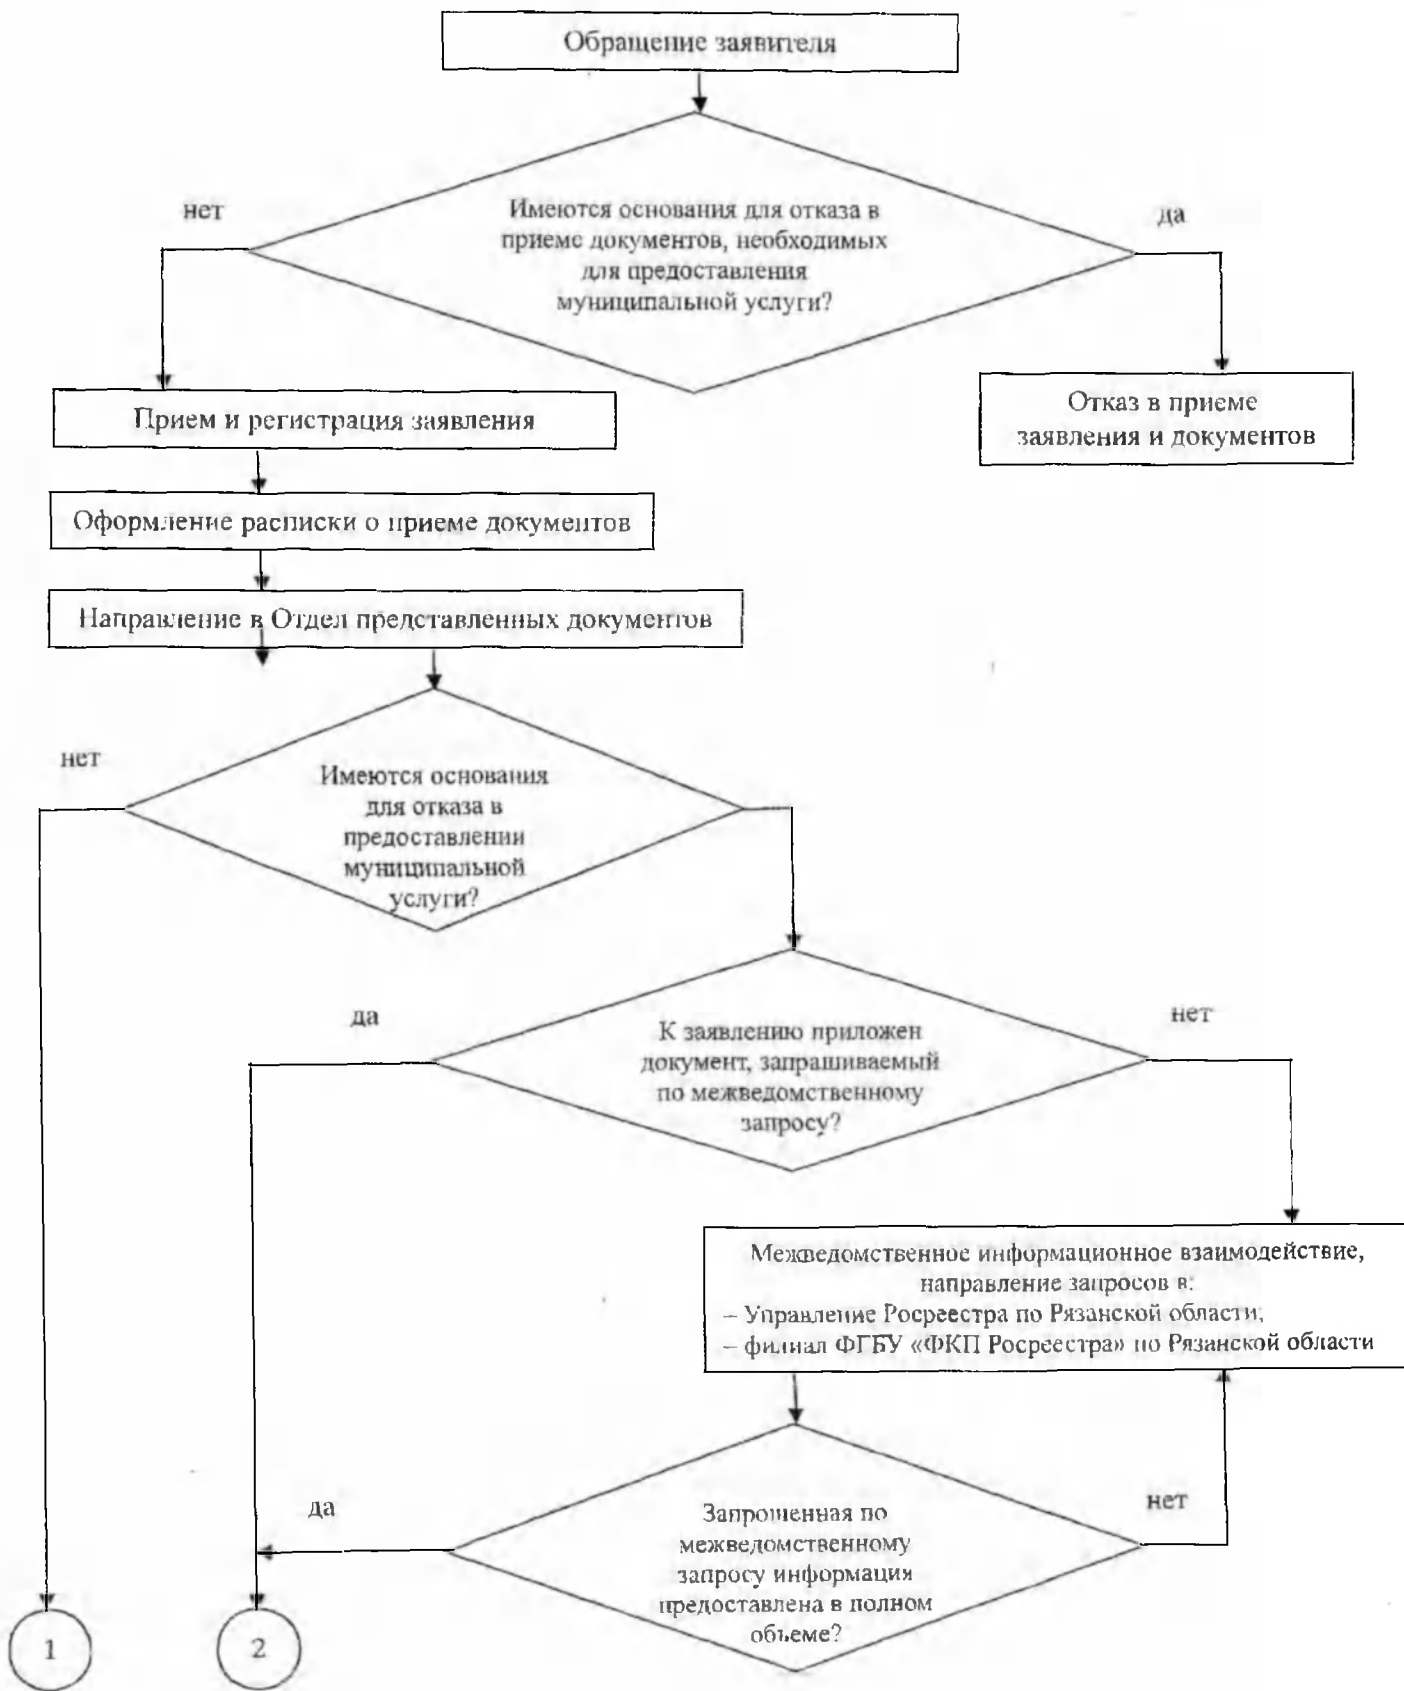 Обращение заявителя
нет
Имеются основания для отказа в
приеме документов, необходимых
для предоставления
муниципальной услуги?
да
Прием и регистрация заявления
Отказ в приеме
заявления и документов
Оформление расписки о приеме документов
Направление в Отдел представленных документов
нет
Имеются основания
для отказа в
предоставлении
муниципальной
услуги?
да
К заявлению приложен
документ, запрашиваемый
по межведомственному
запросу?
нет
Межведомственное информационное взаимодействие,
направление запросов в:
– Управление Росреестра по Рязанской области;
– филиал ФГБУ «ФКП Росреестра» по Рязанской области
да
Запрошенная по
межведомственному
запросу информация
предоставлена в полном
объеме?
нет
1
2